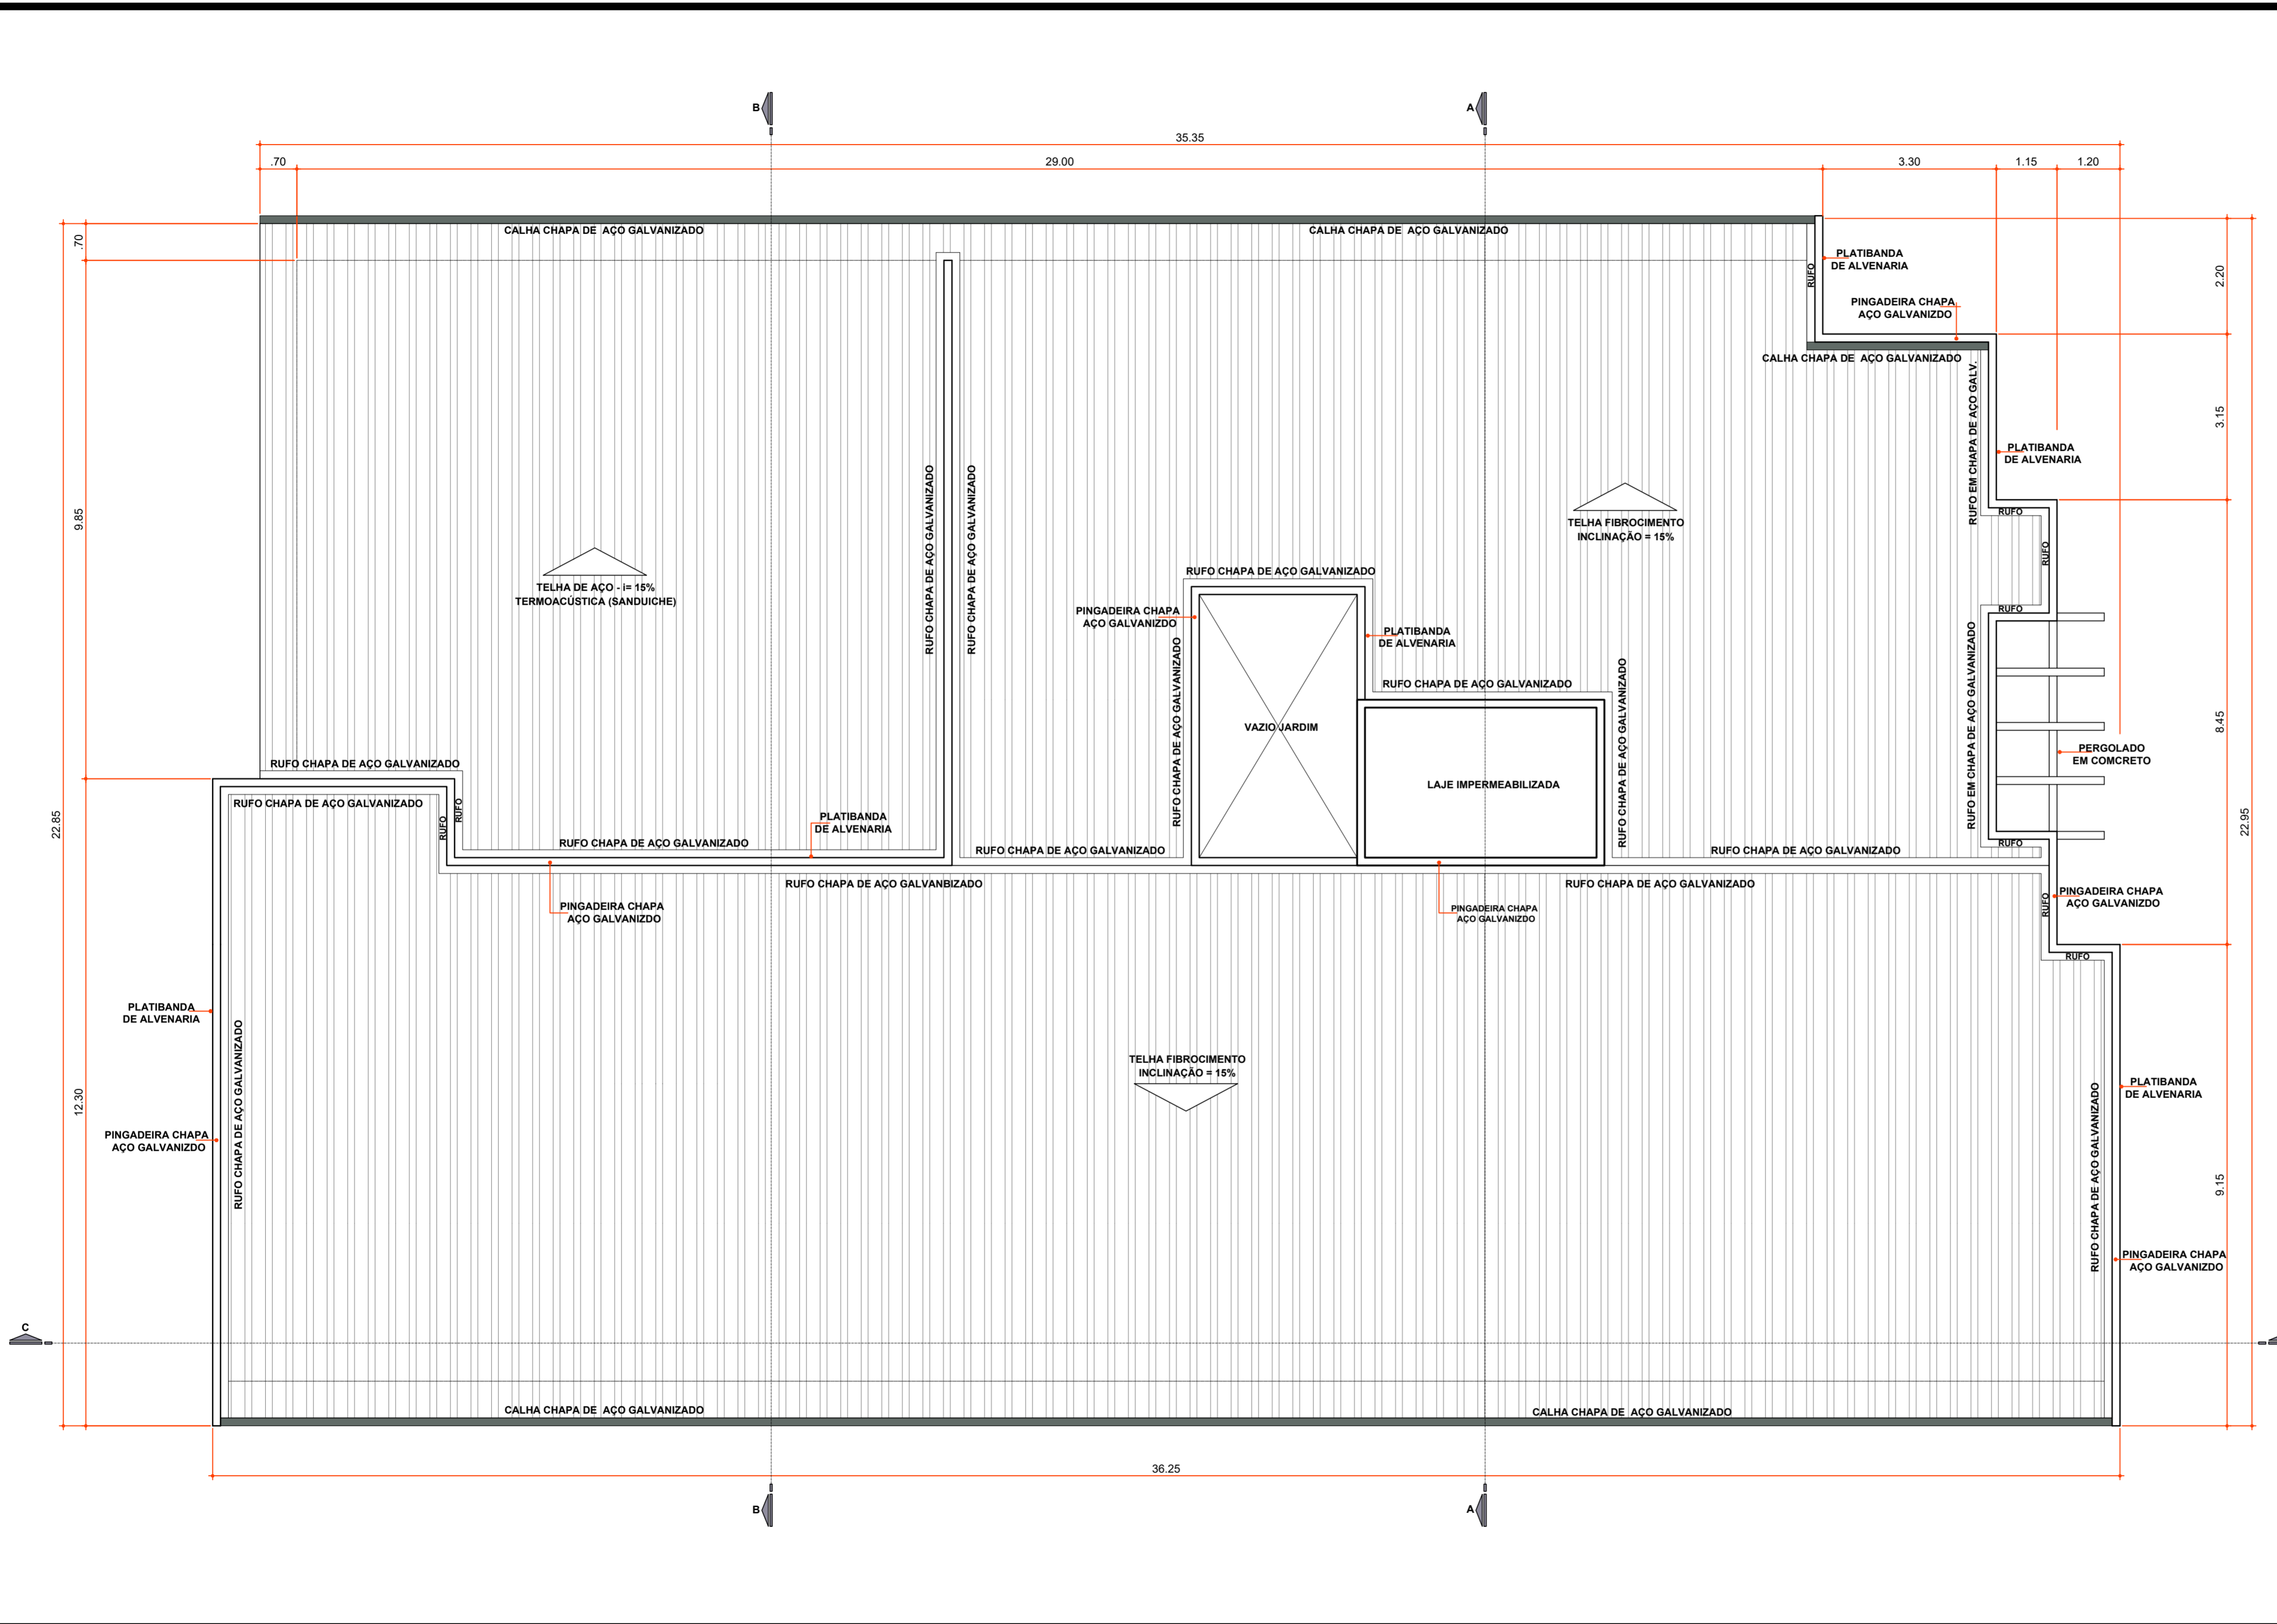 B
A
35.35
.70
29.00
3.30
1.15
1.20
CALHA CHAPA DE AÇO GALVANIZADO
CALHA CHAPA DE AÇO GALVANIZADO
.70
PLATIBANDA
DE ALVENARIA
RUFO
2.20
PINGADEIRA CHAPA
AÇO GALVANIZDO
CALHA CHAPA DE AÇO GALVANIZADO
RUFO EM CHAPA DE AÇO GALV.
3.15
PLATIBANDA
DE ALVENARIA
9.85
RUFO CHAPA DE AÇO GALVANIZADO
RUFO CHAPA DE AÇO GALVANIZADO
TELHA FIBROCIMENTO
INCLINAÇÃO = 15%
RUFO
RUFO
RUFO
TELHA DE AÇO - i= 15%
TERMOACÚSTICA (SANDUICHE)
RUFO CHAPA DE AÇO GALVANIZADO
PINGADEIRA CHAPA
AÇO GALVANIZDO
PLATIBANDA
DE ALVENARIA
RUFO CHAPA DE AÇO GALVANIZADO
RUFO CHAPA DE AÇO GALVANIZADO
RUFO CHAPA DE AÇO GALVANIZADO
RUFO EM CHAPA DE AÇO GALVANIZADO
VAZIO JARDIM
8.45
PERGOLADO
EM COMCRETO
LAJE IMPERMEABILIZADA
RUFO CHAPA DE AÇO GALVANIZADO
RUFO CHAPA DE AÇO GALVANIZADO
RUFO
RUFO
PLATIBANDA
DE ALVENARIA
22.85
22.95
RUFO CHAPA DE AÇO GALVANIZADO
RUFO CHAPA DE AÇO GALVANIZADO
RUFO CHAPA DE AÇO GALVANIZADO
RUFO
RUFO CHAPA DE AÇO GALVANBIZADO
RUFO CHAPA DE AÇO GALVANIZADO
PINGADEIRA CHAPA
AÇO GALVANIZDO
PINGADEIRA CHAPA
AÇO GALVANIZDO
PINGADEIRA CHAPA
AÇO GALVANIZDO
RUFO
RUFO
PLATIBANDA
DE ALVENARIA
RUFO CHAPA DE AÇO GALVANIZADO
TELHA FIBROCIMENTO
INCLINAÇÃO = 15%
PLATIBANDA
DE ALVENARIA
12.30
RUFO CHAPA DE AÇO GALVANIZADO
PINGADEIRA CHAPA
AÇO GALVANIZDO
9.15
PINGADEIRA CHAPA
AÇO GALVANIZDO
C
CALHA CHAPA DE AÇO GALVANIZADO
CALHA CHAPA DE AÇO GALVANIZADO
36.25
B
A